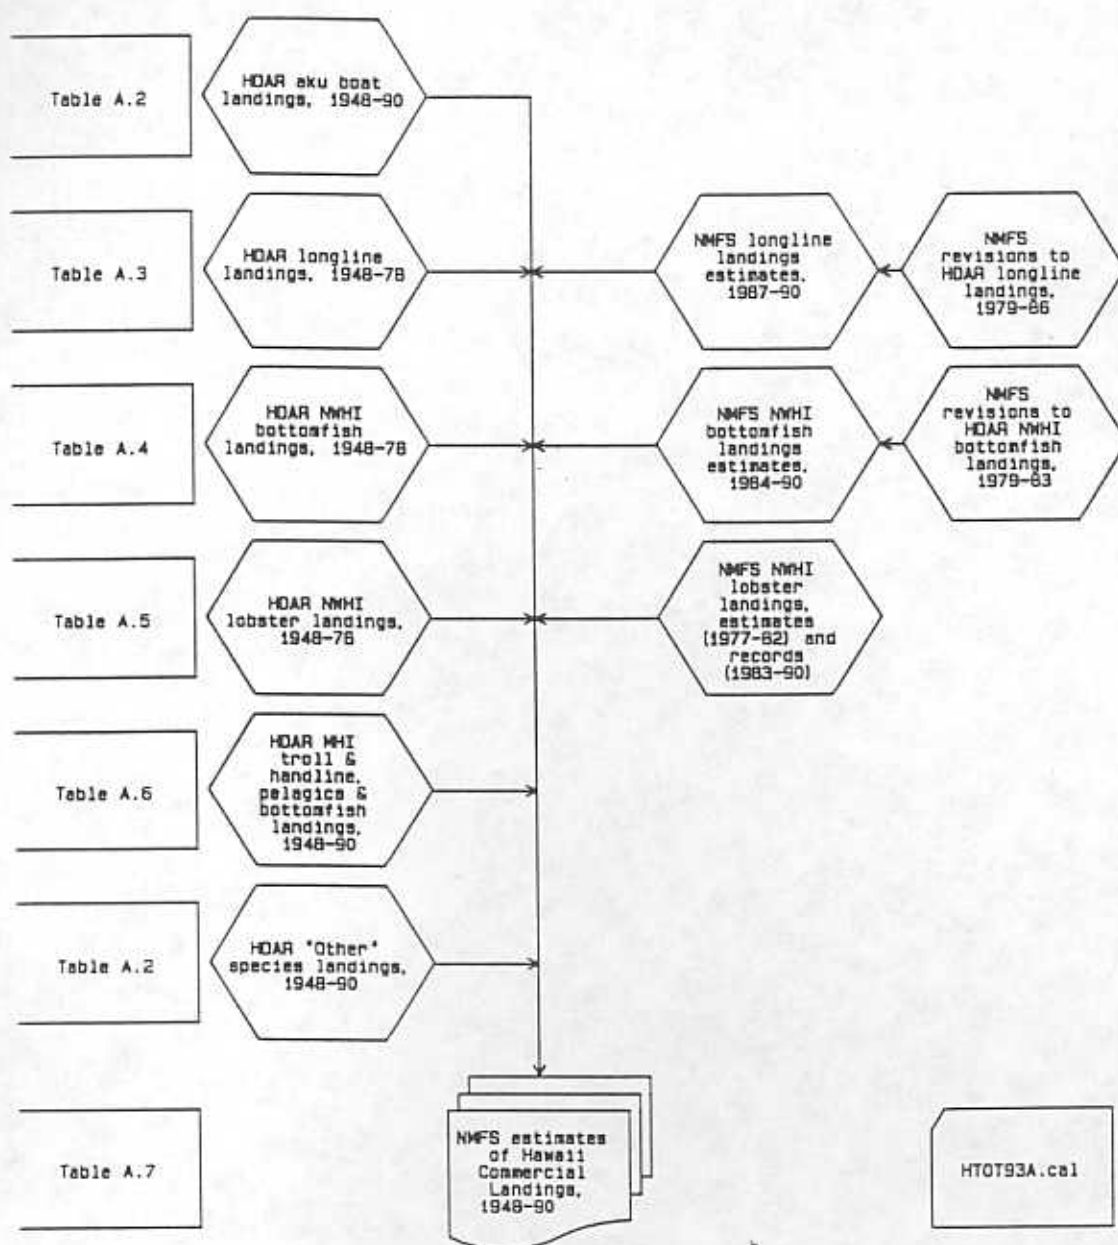 Table A.2
HDAR aku boat
landings, 1948-90
Table A.3
HDAR longline
landings, 1948-78
NMFS longline
landings
estimates,
1987-90
NMFS
revisions to
HDAR longline
landings,
1979-86
Table A.4
HDAR NWHI
bottomfish
landings, 1948-78
NMFS NWHI
bottomfish
landings
estimates,
1984-90
NMFS
revisions to
HDAR NWHI
bottomfish
landings,
1979-83
Table A.5
HDAR NWHI
lobster landings,
1948-76
NMFS NWHI
lobster
landings,
estimates
(1977-82) and
records
(1983-90)
Table A.6
HDAR MHI
troll &
handline,
pelagics &
bottomfish
landings,
1948-90
Table A.2
HDAR "Other"
species landings,
1948-90
Table A.7
NMFS estimates
of Hawaii
Commercial
Landings,
1948-90
HTOT93A.cal